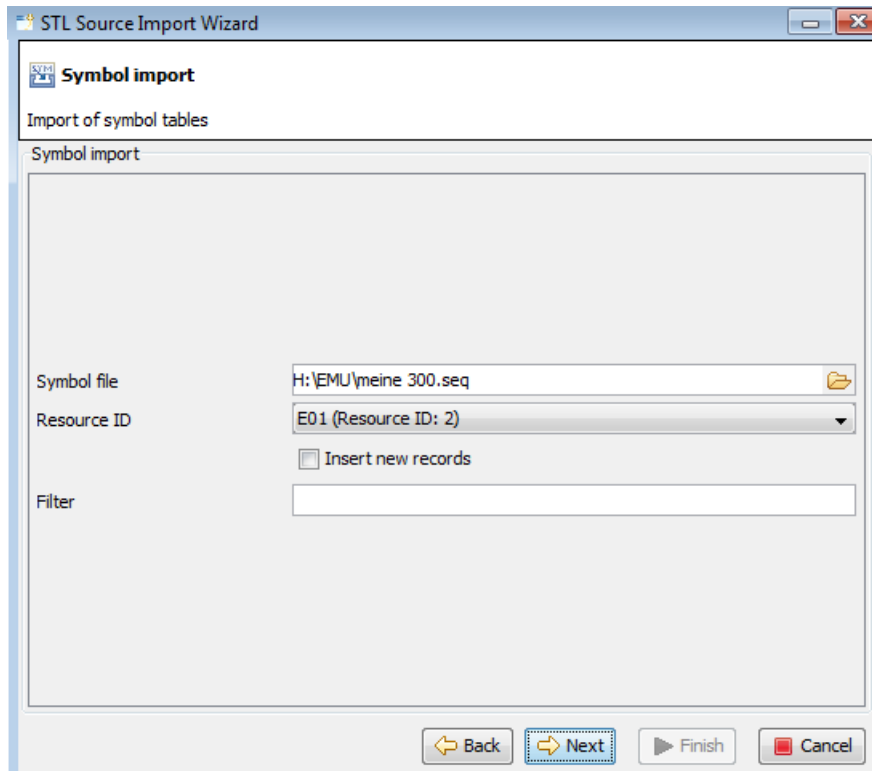 STL Source Import Wizard
SYM
Symbol import
Import of symbol tables
Symbol import
Symbol file H:\EMU\meine 300.seq
Resource ID E01 (Resource ID: 2)
Insert new records
Filter
Back Next Finish Cancel